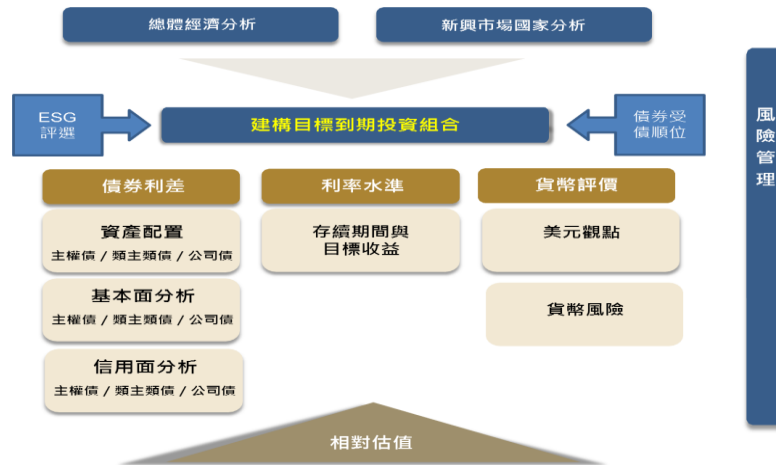 總體經濟分析
新興市場國家分析
ESG
評選
建構目標到期投資組合
債券受
償順位
風
險
管
理
債券利差
利率水準
貨幣評價
資產配置
主權債 / 類主類債 / 公司債
存續期間與
目標收益
美元觀點
基本面分析
主權債 / 類主類債 / 公司債
貨幣風險
信用面分析
主權債 / 類主類債 / 公司債
相對估值